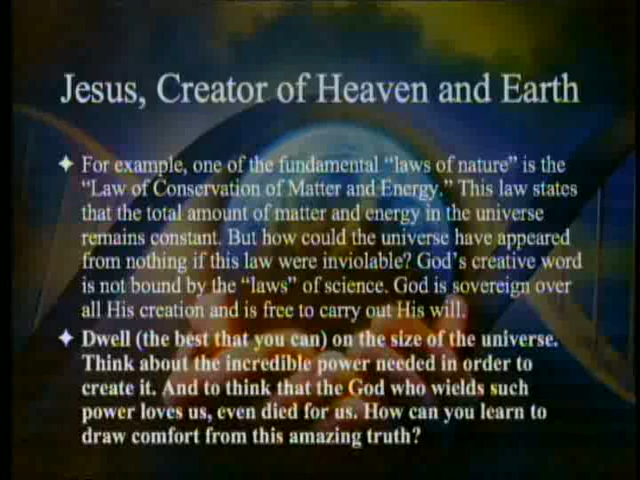 Jesus, Creator of Heaven and Earth
For example, one of the fundamental “laws of nature” is the
“Law of Conservation of Matter and Energy.” This law states
that the total amount of matter and energy in the universe
remains constant. But how could the universe have appeared
from nothing if this law were inviolable? God’s creative word
is not bound by the “laws” of science. God is sovereign over
all His creation and is free to carry out His will.
Dwell (the best that you can) on the size of the universe.
Think about the incredible power needed in order to
create it. And to think that the God who wields such
power loves us, even died for us. How can you learn to
draw comfort from this amazing truth?